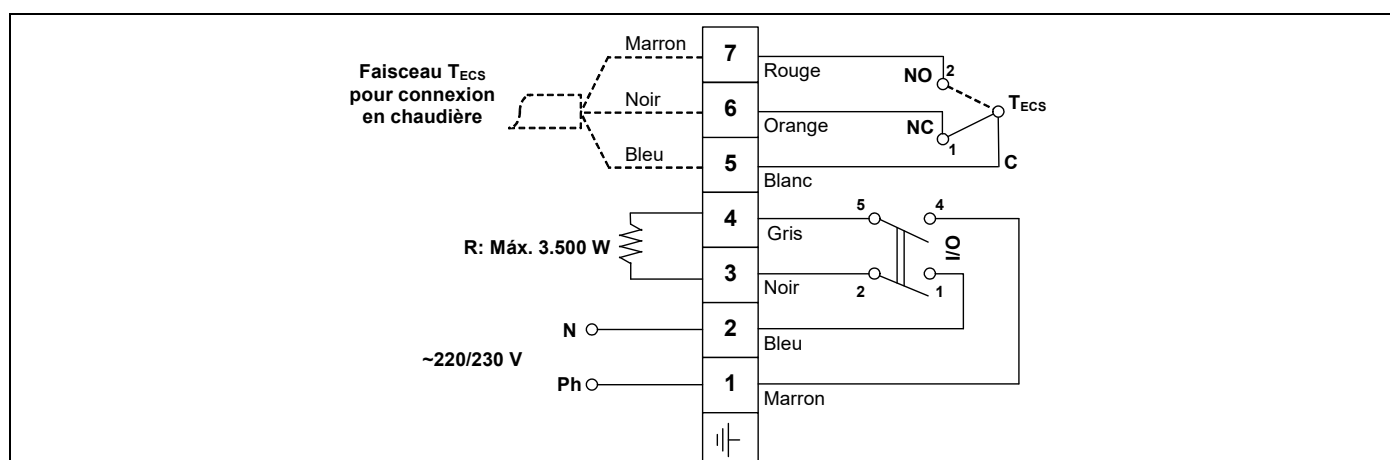 Marron
7
Rouge
NO
2
Faisceau TECS
pour connexion
en chaudière
Noir
6
Orange
NC
1
TECS
Bleu
5
Blanc
C
4
Gris
5
4
R: Máx. 3.500 W
O/I
3
Noir
2
1
N
2
Bleu
~220/230 V
Ph
1
Marron